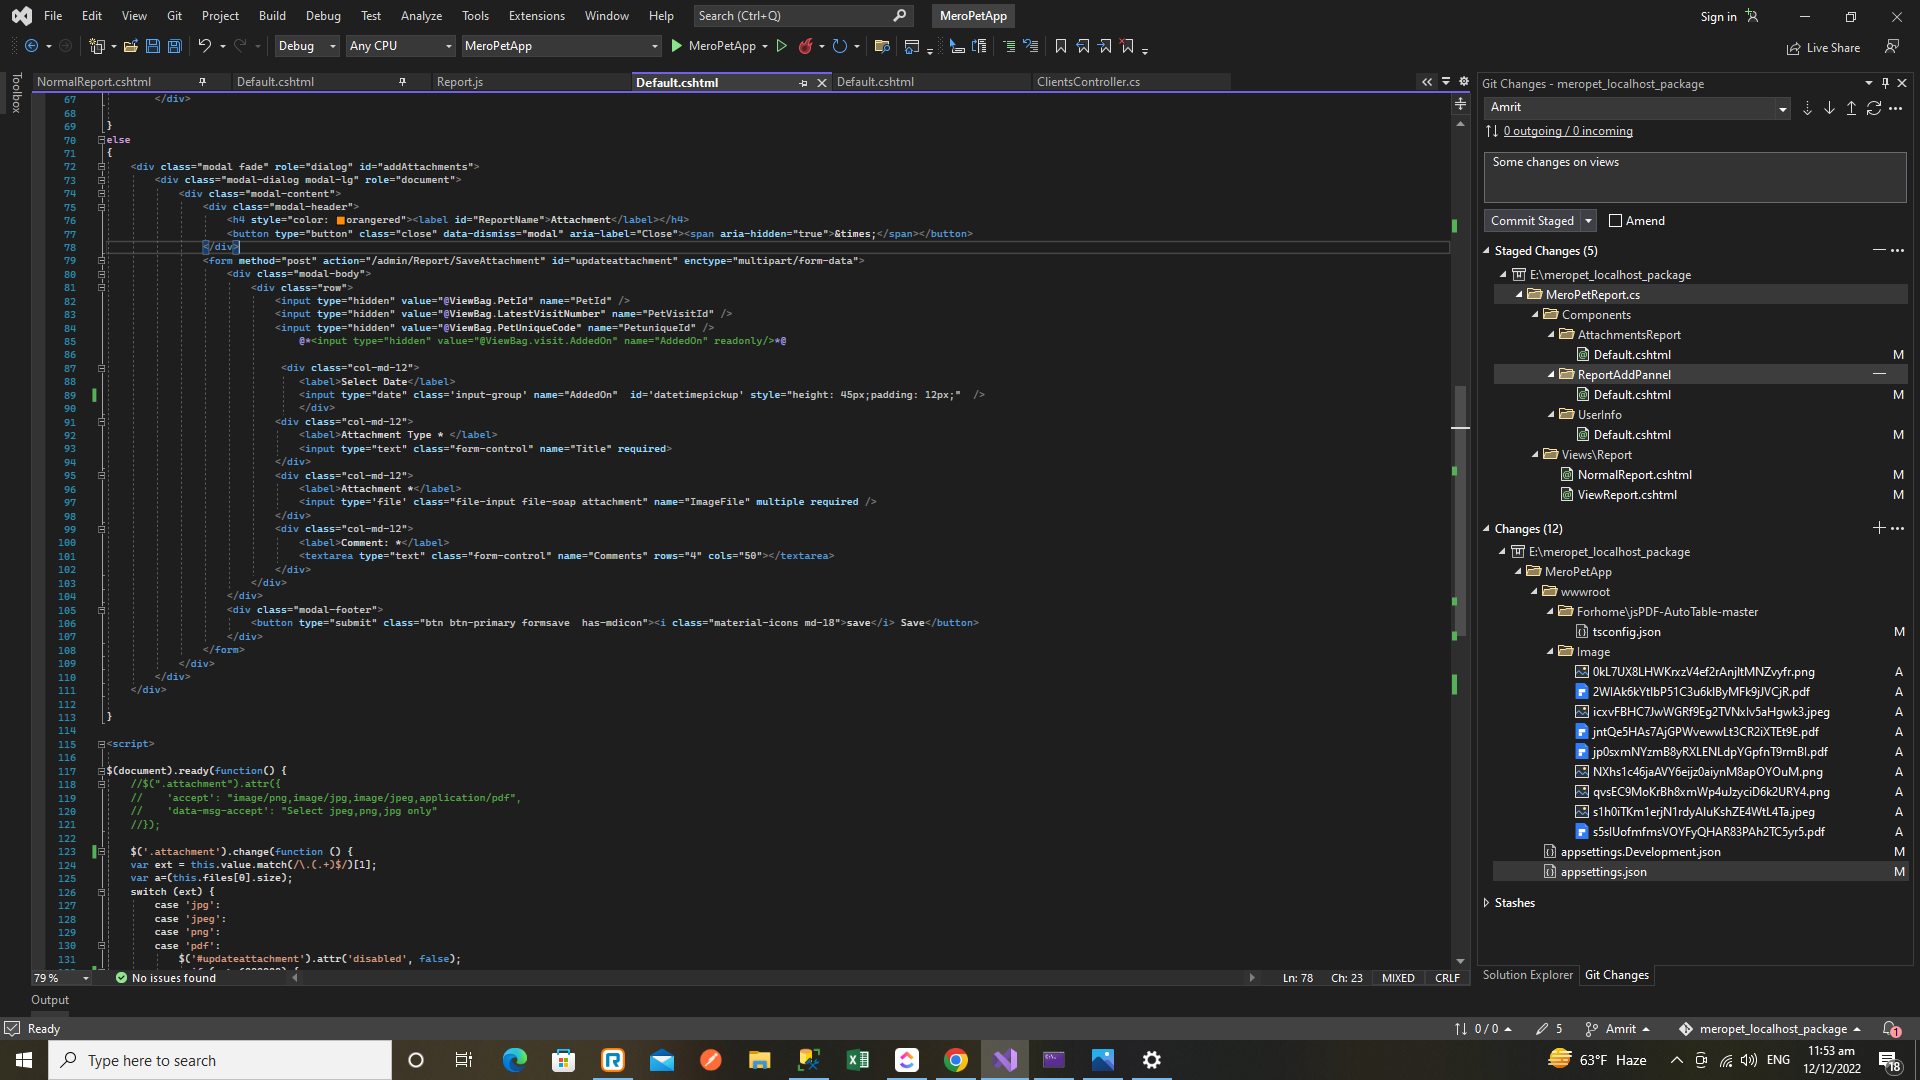 File Edit View Git Project Build Debug Test Analyze Tools Extensions Window Help Search (Ctrl+Q) MeroPetApp Sign in
Debug Any CPU MeroPetApp MeroPetApp Live Share
Toolbox
NormalReport.cshtml Default.cshtml Report.js Default.cshtml Default.cshtml ClientsController.cs
67 </div>
68
69 }
70 else
71 {
72 <div class="modal fade" role="dialog" id="addAttachments">
73 <div class="modal-dialog modal-lg" role="document">
74 <div class="modal-content">
75 <div class="modal-header">
76 <h4 style="color: orangered"><label id="ReportName">Attachment</label></h4>
77 <button type="button" class="close" data-dismiss="modal" aria-label="Close"><span aria-hidden="true">&times;</span></button>
78 </div>
79 <form method="post" action="/admin/Report/SaveAttachment" id="updateattachment" enctype="multipart/form-data">
80 <div class="modal-body">
81 <div class="row">
82 <input type="hidden" value="@ViewBag.PetId" name="PetId" />
83 <input type="hidden" value="@ViewBag.LatestVisitNumber" name="PetVisitId" />
84 <input type="hidden" value="@ViewBag.PetUniqueCode" name="PetuniqueId" />
85 @*<input type="hidden" value="@ViewBag.visit.AddedOn" name="AddedOn" readonly/>*@
86
87 <div class="col-md-12">
88 <label>Select Date</label>
89 <input type="date" class='input-group' name="AddedOn" id='datetimepickup' style="height: 45px;padding: 12px;" />
90 </div>
91 <div class="col-md-12">
92 <label>Attachment Type * </label>
93 <input type="text" class="form-control" name="Title" required>
94 </div>
95 <div class="col-md-12">
96 <label>Attachment *</label>
97 <input type='file' class="file-input file-soap attachment" name="ImageFile" multiple required />
98 </div>
99 <div class="col-md-12">
100 <label>Comment: *</label>
101 <textarea type="text" class="form-control" name="Comments" rows="4" cols="50"></textarea>
102 </div>
103 </div>
104 </div>
105 <div class="modal-footer">
106 <button type="submit" class="btn btn-primary formsave has-mdicon"><i class="material-icons md-18">save</i> Save</button>
107 </div>
108 </form>
109 </div>
110 </div>
111 </div>
112
113 }
114
115 <script>
116
117 $(document).ready(function() {
118 //$(".attachment").attr({
119 // 'accept': "image/png,image/jpg,image/jpeg,application/pdf",
120 // 'data-msg-accept': "Select jpeg,png,jpg only"
121 //});
122
123 $('.attachment').change(function () {
124 var ext = this.value.match(/\.(.+)$/)[1];
125 var a=(this.files[0].size);
126 switch (ext) {
127 case 'jpg':
128 case 'jpeg':
129 case 'png':
130 case 'pdf':
131 $('#updateattachment').attr('disabled', false);
79 % No issues found Ln: 78 Ch: 23 MIXED CRLF
Output
Git Changes - meropet_localhost_package
Amrit
0 outgoing / 0 incoming
Some changes on views
Commit Staged Amend
Staged Changes (5)
E:\meropet_localhost_package
MeroPetReport.cs
Components
AttachmentsReport
Default.cshtml M
ReportAddPannel
Default.cshtml M
UserInfo
Default.cshtml M
Views\Report
NormalReport.cshtml M
ViewReport.cshtml M
Changes (12)
E:\meropet_localhost_package
MeroPetApp
wwwroot
Forhome\jsPDF-AutoTable-master
tsconfig.json M
Image
0kL7UX8LHWKrxzV4ef2rAnjltMNZvyfr.png A
2WlAk6kYtIbP51C3u6klByMFk9jJVCjR.pdf A
icxvFBHC7JwWGRf9Eg2TVNxlv5aHgwk3.jpeg A
jntQe5HAs7AjGPWvewwLt3CR2iXTEt9E.pdf A
jp0sxmNYzmB8yRXLENLdpYGpfnT9rmBI.pdf A
NXhs1c46jaAVY6eijz0aiynM8apOYOuM.png A
qvsEC9MoKrBh8xmWp4uJzyciD6k2URY4.png A
s1h0iTKm1erjN1rdyAluKshZE4WtL4Ta.jpeg A
s5slUofmfmsVOYFyQHAR83PAh2TC5yr5.pdf A
appsettings.Development.json M
appsettings.json M
Stashes
Solution Explorer Git Changes
Ready 0 / 0 5 Amrit meropet_localhost_package 1
Type here to search 63°F Haze ENG 11:53 am 18
12/12/2022